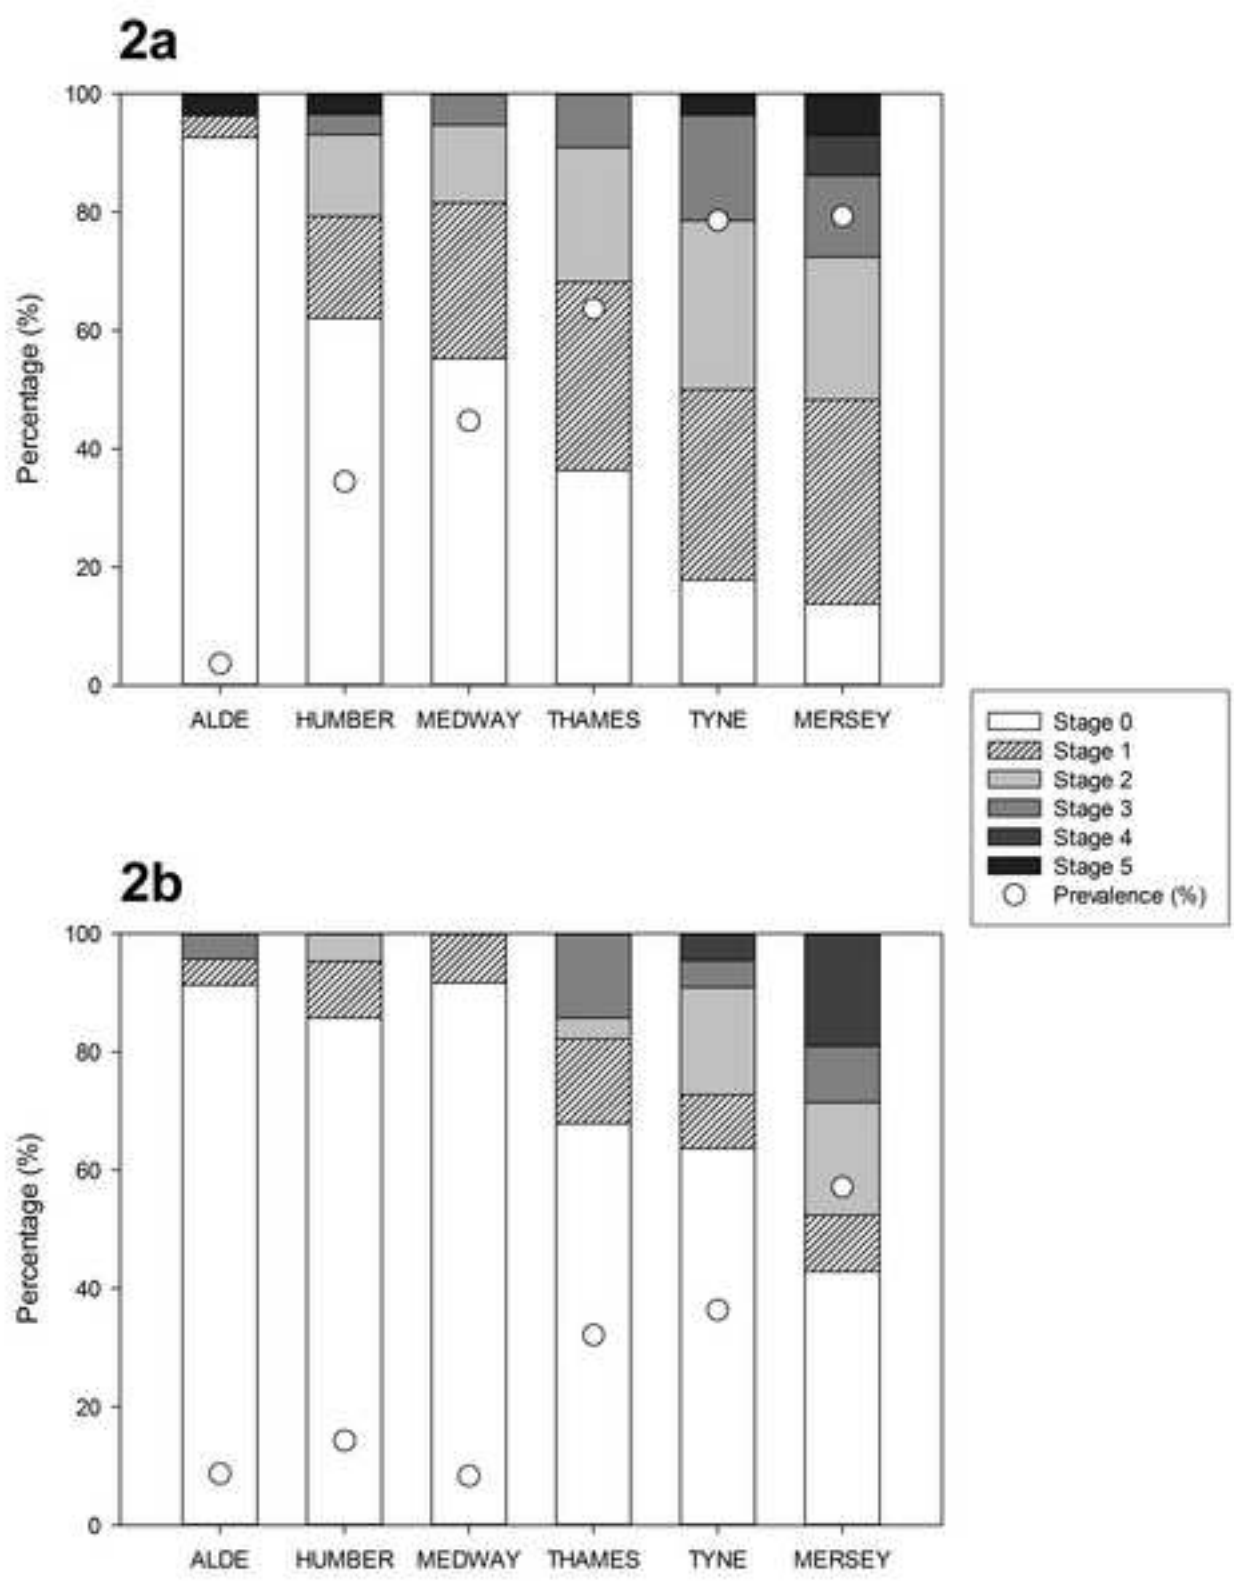 2a
100
80
60
40
20
0
Percentage (%)
ALDE HUMBER MEDWAY THAMES TYNE MERSEY
Stage 0
Stage 1
Stage 2
Stage 3
Stage 4
Stage 5
Prevalence (%)
2b
100
80
60
40
20
0
Percentage (%)
ALDE HUMBER MEDWAY THAMES TYNE MERSEY